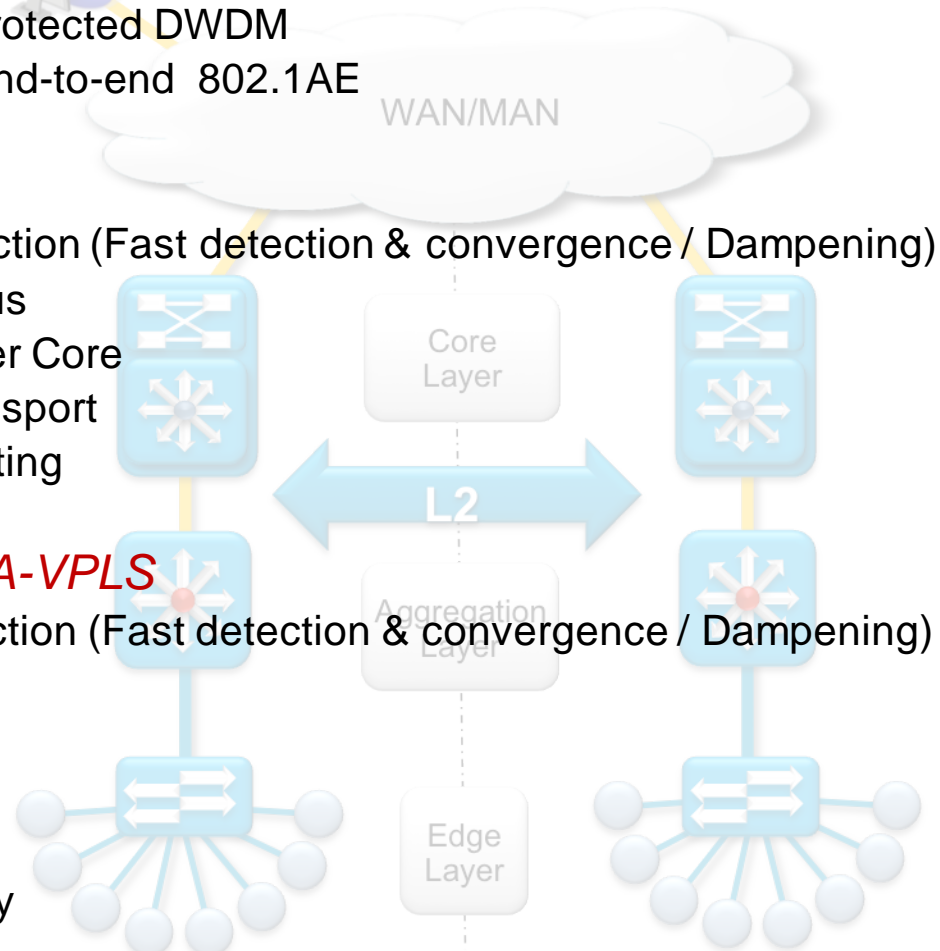 otected DWDM
nd-to-end 802.1AE
WAN/MAN
ction (Fast detection & convergence / Dampening)
us
Core
Layer
er Core
sport
ting
L2
A-VPLS
Aggregation
Layer
ction (Fast detection & convergence / Dampening)
Edge
Layer
y